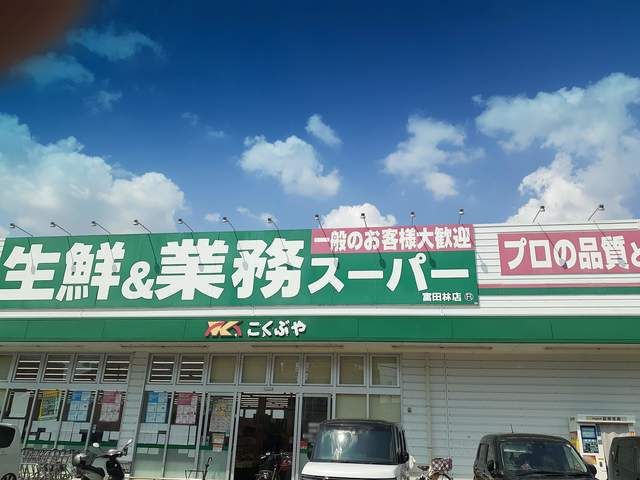 一般のお客様大歓迎
生鮮&業務スーパー
富田林店
プロの品質と
こくぶや